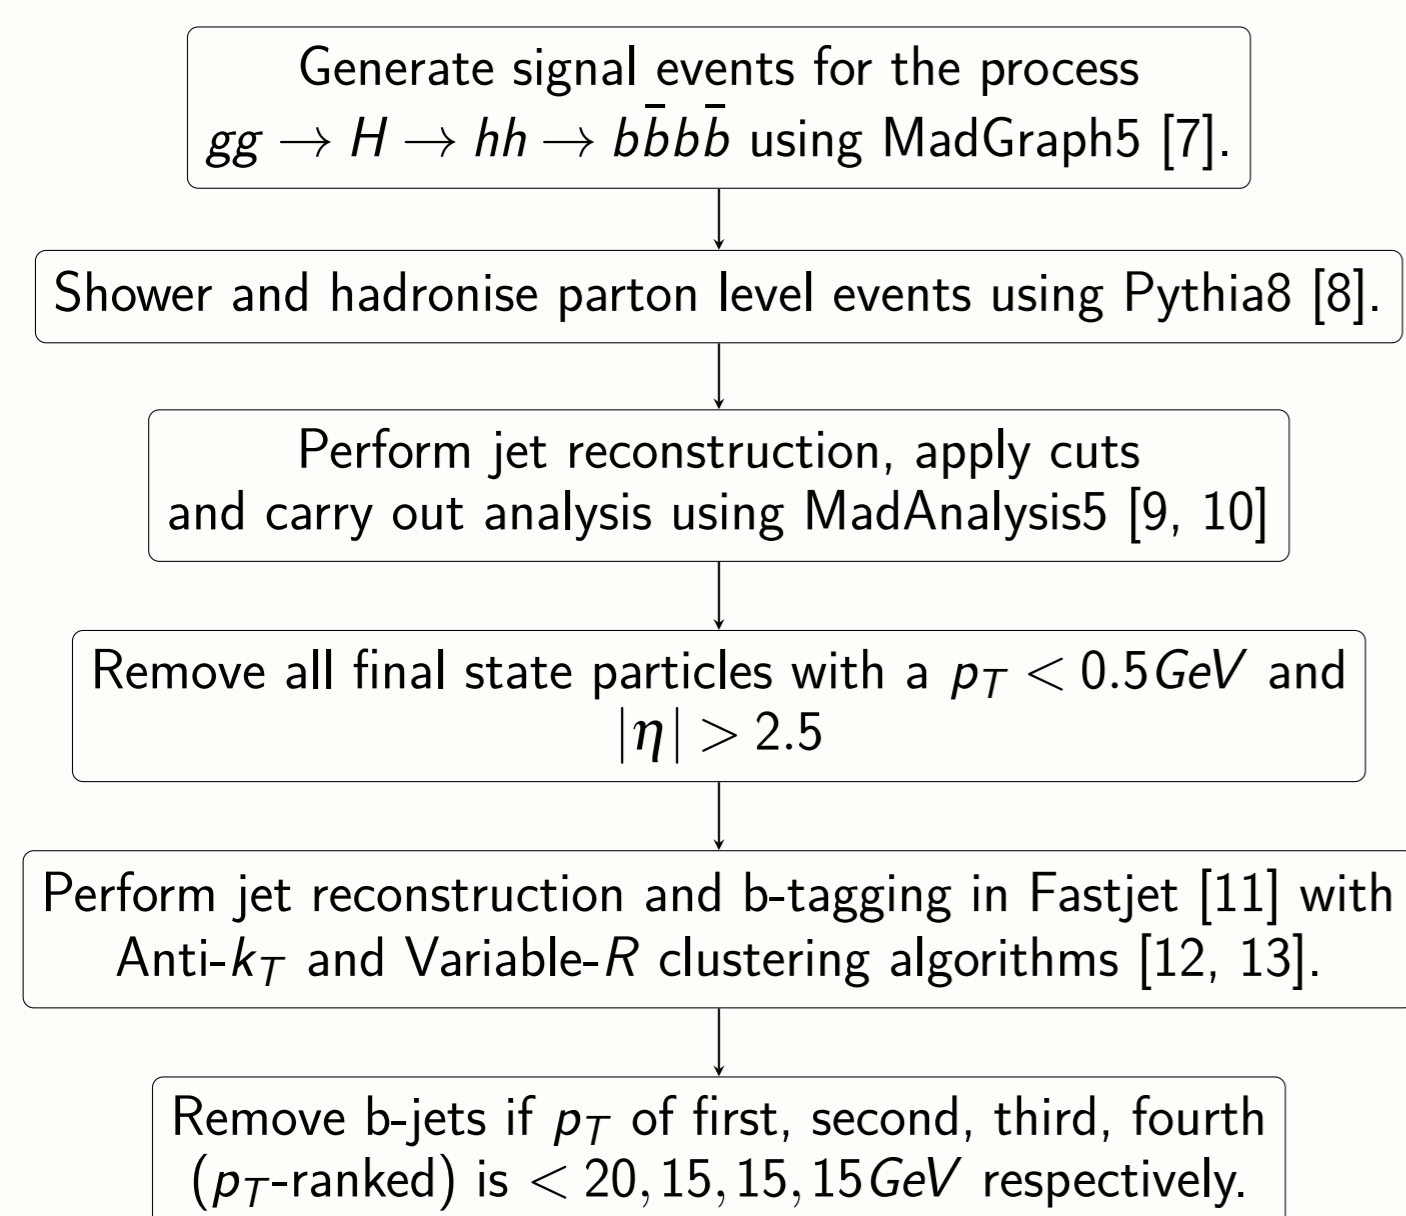 Generate signal events for the process
gg → H → hh → bb̄bb̄ using MadGraph5 [7].
Shower and hadronise parton level events using Pythia8 [8].
Perform jet reconstruction, apply cuts
and carry out analysis using MadAnalysis5 [9, 10]
Remove all final state particles with a p_T < 0.5GeV and
|η| > 2.5
Perform jet reconstruction and b-tagging in Fastjet [11] with
Anti-k_T and Variable-R clustering algorithms [12, 13].
Remove b-jets if p_T of first, second, third, fourth
(p_T-ranked) is < 20, 15, 15, 15GeV respectively.